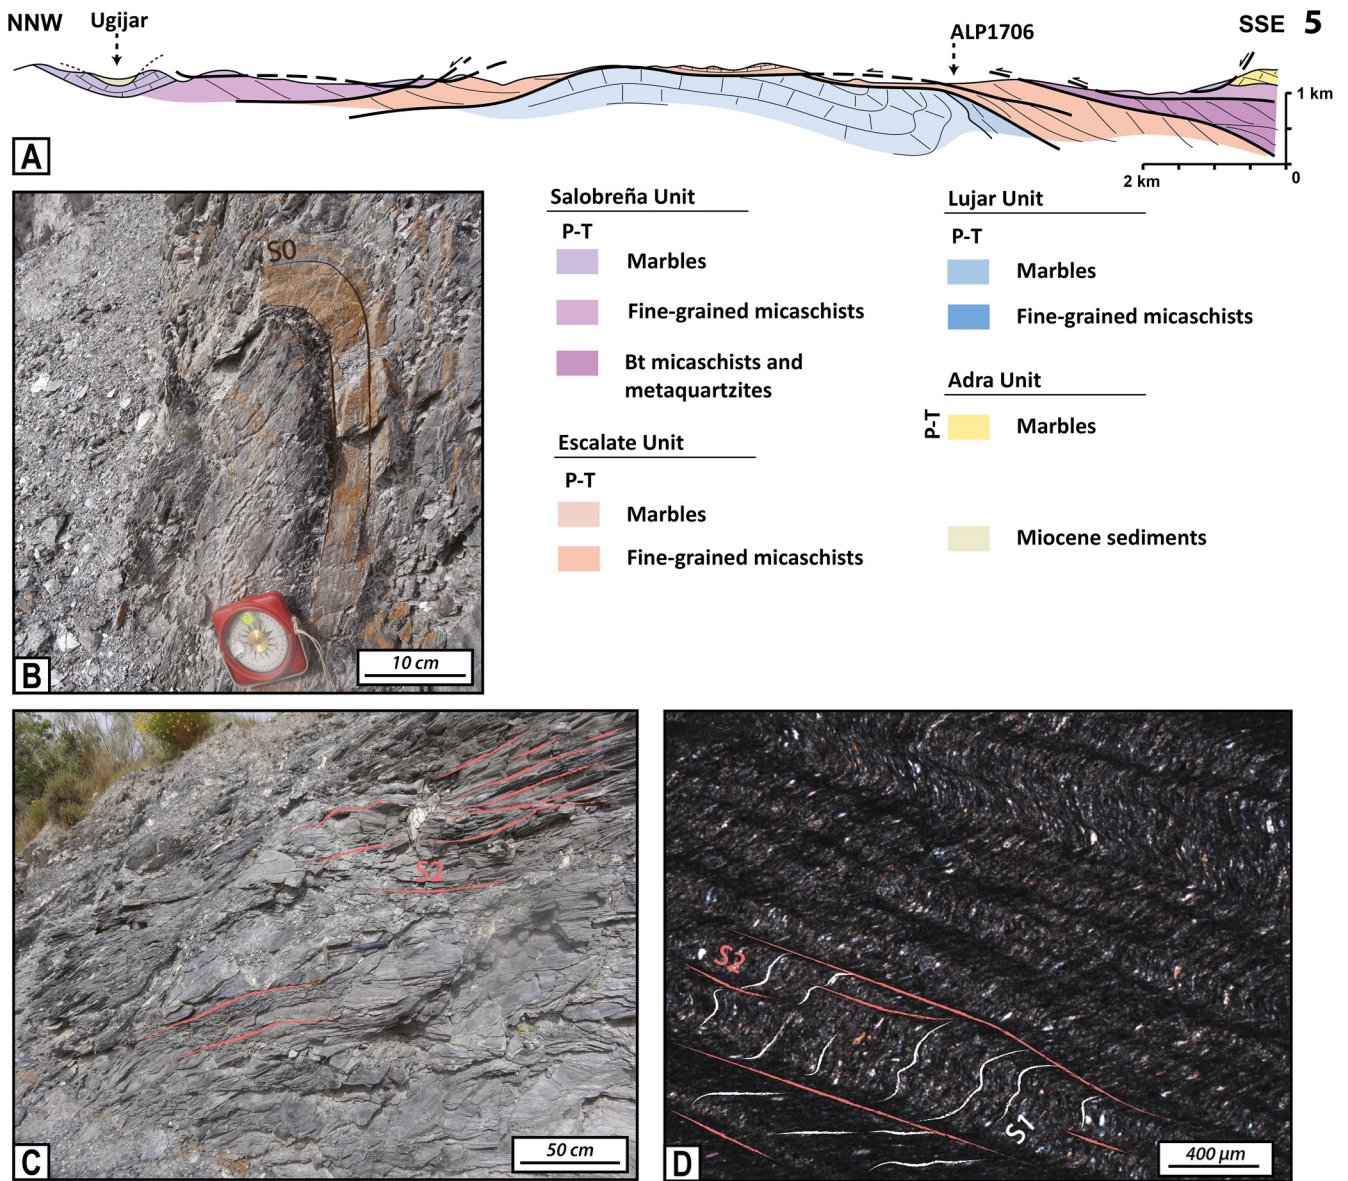 NNW
Ugijar
ALP1706
SSE 5
1 km
2 km
0
A
S0
10 cm
B
Salobreña Unit
P-T
Marbles
Fine-grained micaschists
Bt micaschists and
metaquartzites
Escalate Unit
P-T
Marbles
Fine-grained micaschists
Lujar Unit
P-T
Marbles
Fine-grained micaschists
Adra Unit
P-T
Marbles
Miocene sediments
S2
50 cm
C
S2
S1
400 µm
D